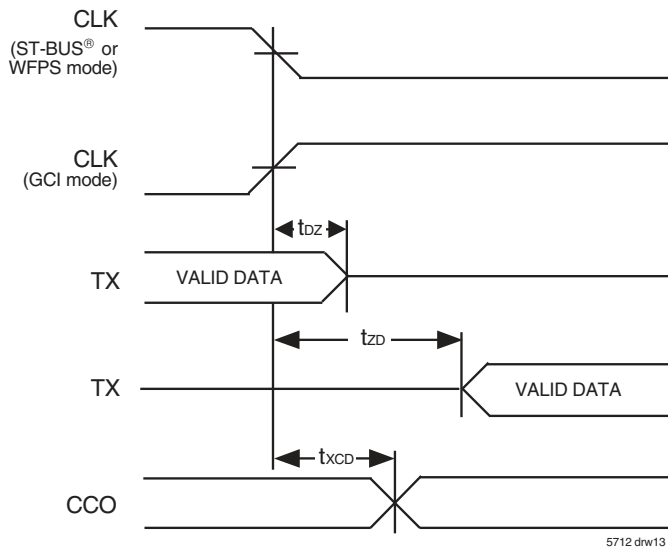 CLK
(ST-BUS® or
WFPS mode)
CLK
(GCI mode)
tDZ
TX
VALID DATA
tZD
TX
VALID DATA
tXCD
CCO
5712 drw13